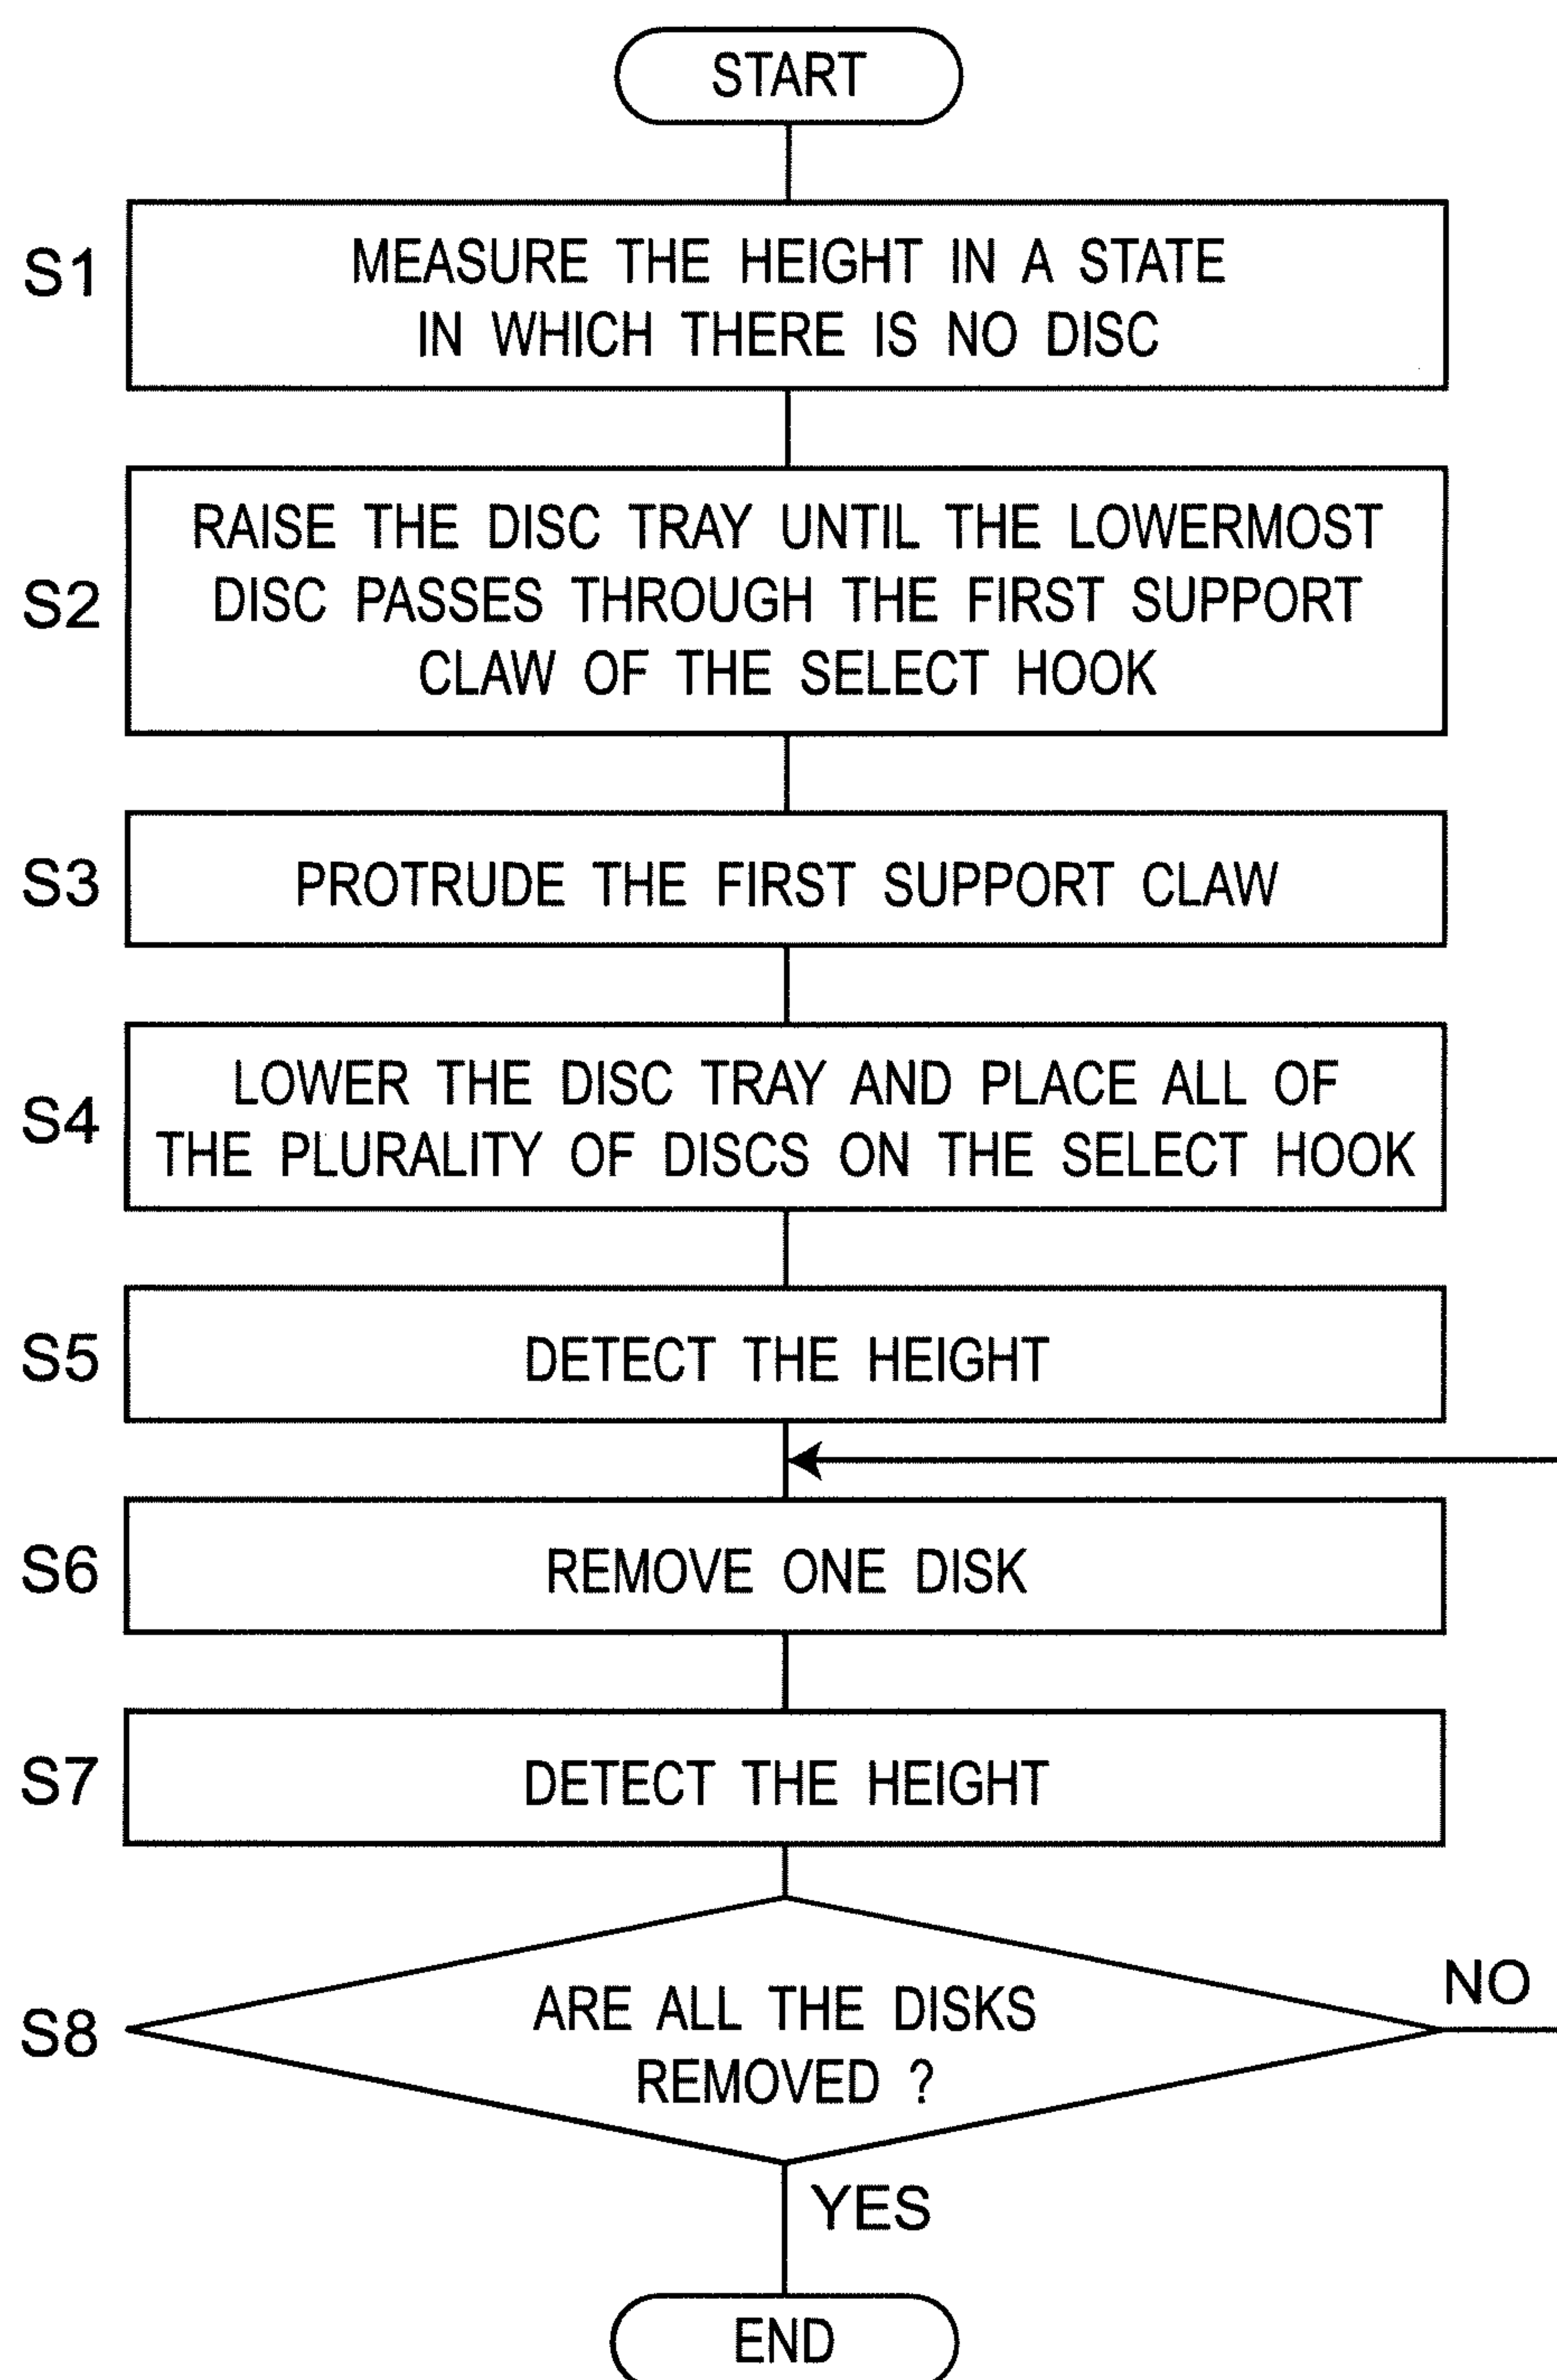 START
S1
MEASURE THE HEIGHT IN A STATE
IN WHICH THERE IS NO DISC
S2
RAISE THE DISC TRAY UNTIL THE LOWERMOST
DISC PASSES THROUGH THE FIRST SUPPORT
CLAW OF THE SELECT HOOK
S3
PROTRUDE THE FIRST SUPPORT CLAW
S4
LOWER THE DISC TRAY AND PLACE ALL OF
THE PLURALITY OF DISCS ON THE SELECT HOOK
S5
DETECT THE HEIGHT
S6
REMOVE ONE DISK
S7
DETECT THE HEIGHT
S8
ARE ALL THE DISKS
REMOVED ?
NO
YES
END